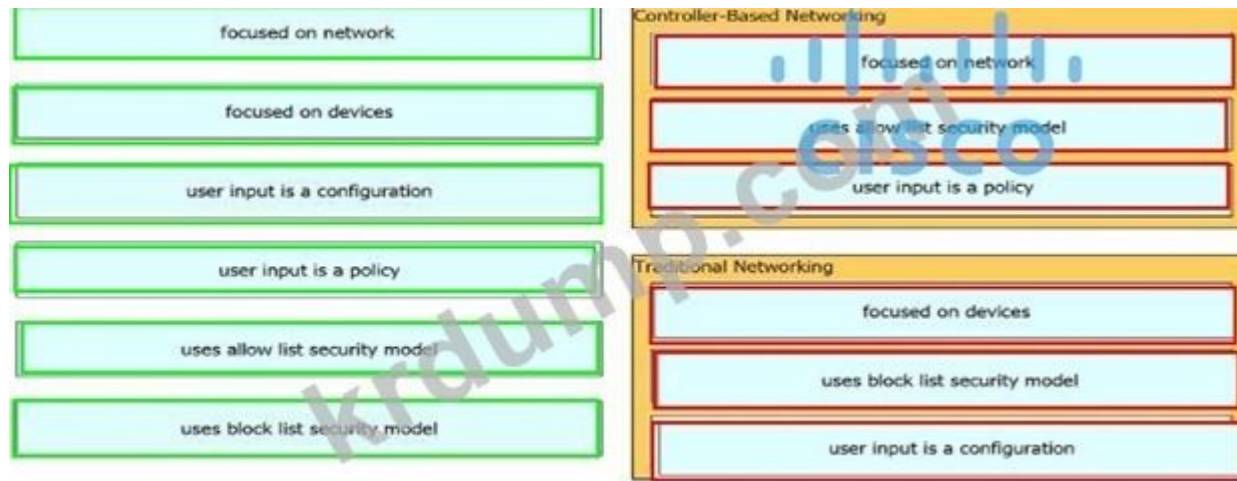 focused on network
focused on devices
user input is a configuration
user input is a policy
uses allow list security model
uses block list security model
Controller-Based Networking
focused on network
uses allow list security model
user input is a policy
Traditional Networking
focused on devices
uses block list security model
user input is a configuration
CISCO
krdump.com